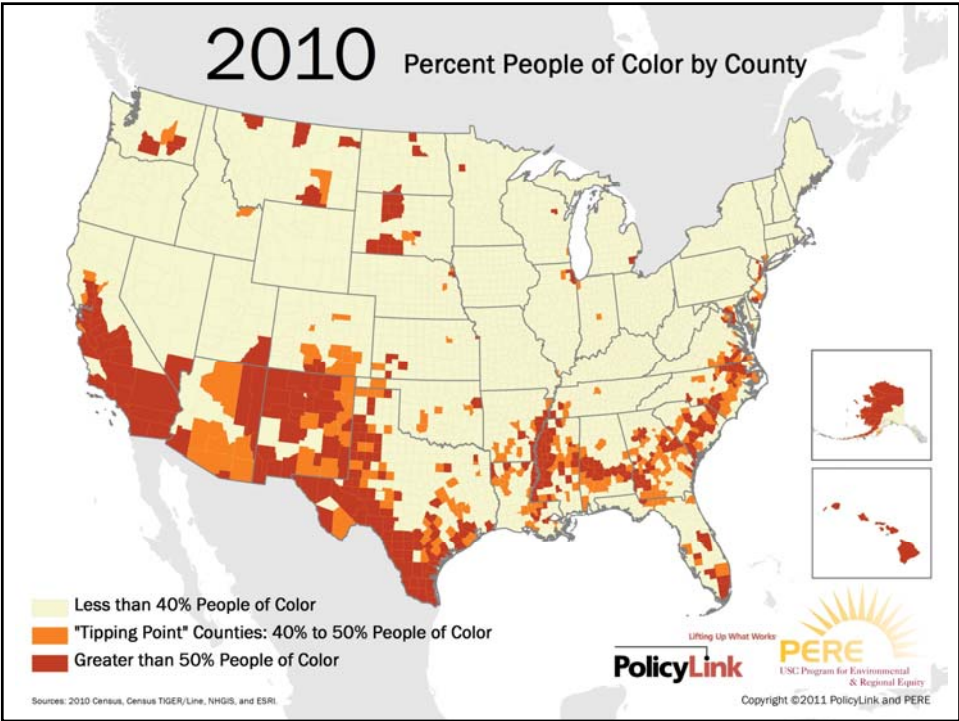 2010 Percent People of Color by County
Less than 40% People of Color
"Tipping Point" Counties: 40% to 50% People of Color
Greater than 50% People of Color
Lifting Up What Works
PolicyLink
PERE
USC Program for Environmental
& Regional Equity
Sources: 2010 Census, Census TIGER/Line, NHGIS, and ESRI.
Copyright ©2011 PolicyLink and PERE